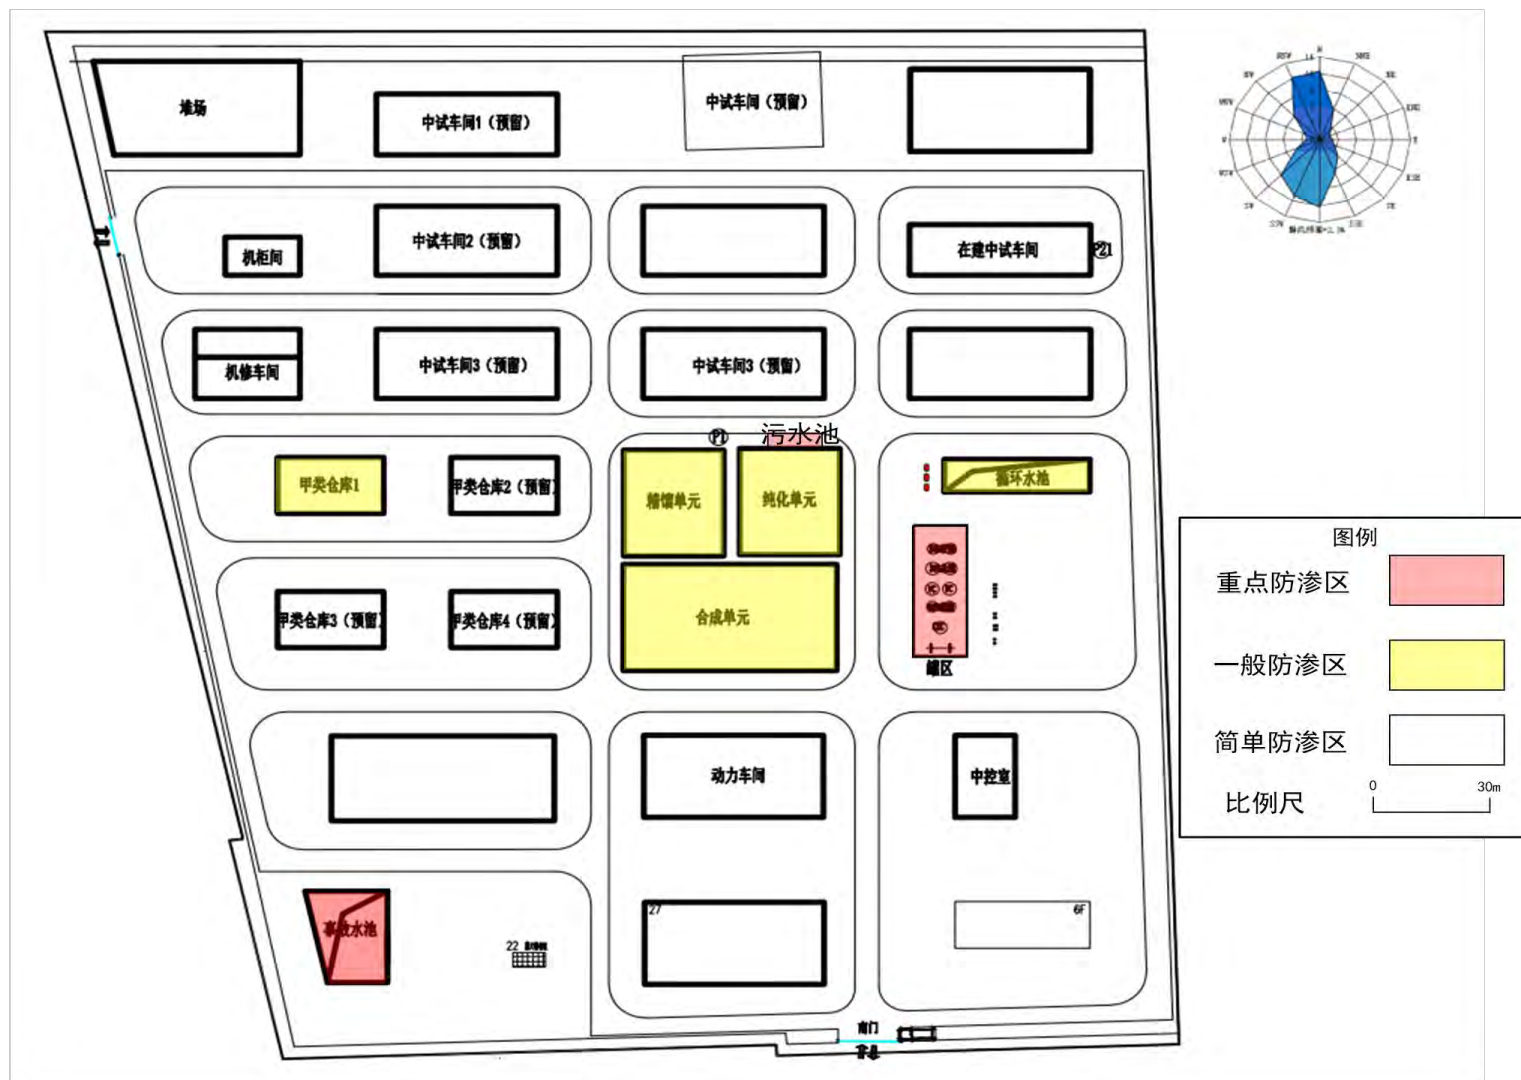 堆场
中试车间1（预留）
中试车间（预留）
N
机柜间
中试车间2（预留）
在建中试车间
P21
机修车间
中试车间3（预留）
中试车间3（预留）
P1
污水池
甲类仓库1
甲类仓库2（预留）
精馏单元
纯化单元
循环水池
甲类仓库3（预留）
甲类仓库4（预留）
合成单元
罐区
图例
重点防渗区
一般防渗区
简单防渗区
比例尺
0
30m
动力车间
中控室
事故水池
22
27
6F
南门